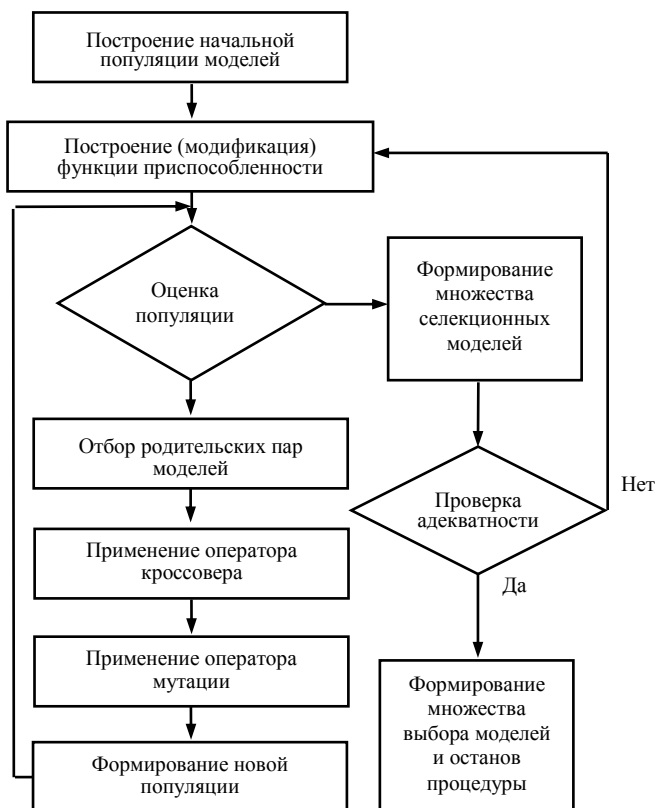 Построение начальной
популяции моделей
Построение (модификация)
функции приспособленности
Оценка
популяции
Формирование
множества
селекционных
моделей
Отбор родительских пар
моделей
Проверка
адекватности
Нет
Да
Применение оператора
кроссовера
Применение оператора
мутации
Формирование новой
популяции
Формирование
множества
выбора моделей
и останов
процедуры